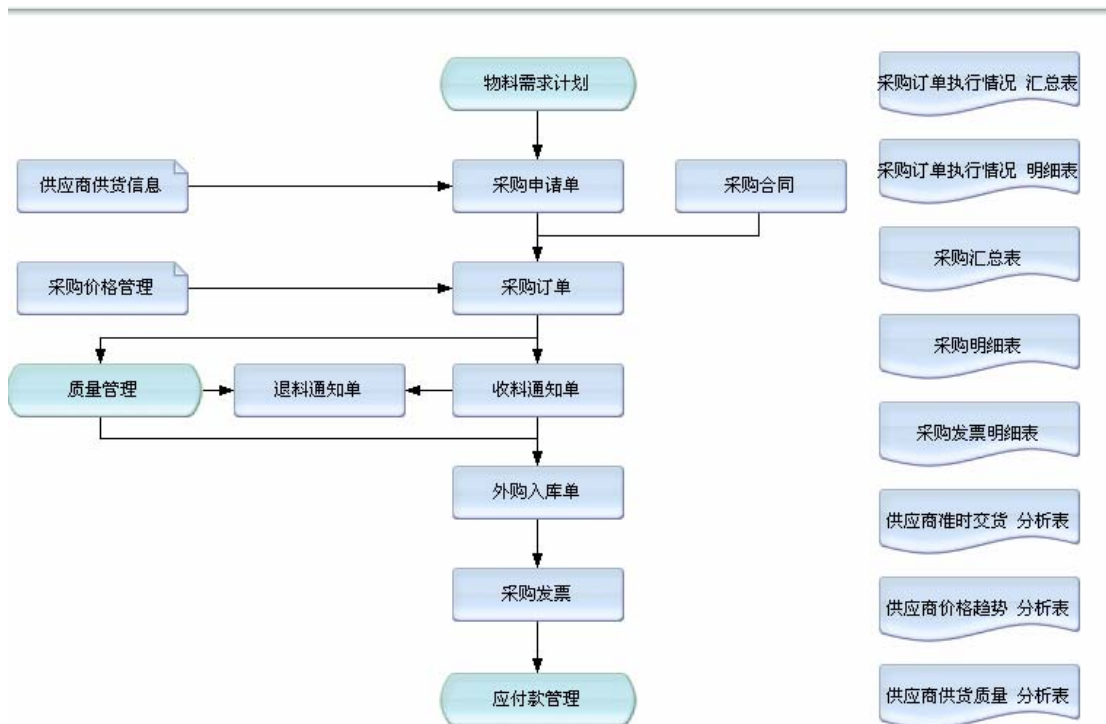 物料需求计划
供应商供货信息
采购申请单
采购合同
采购价格管理
采购订单
质量管理
退料通知单
收料通知单
外购入库单
采购发票
应付款管理
采购订单执行情况 汇总表
采购订单执行情况 明细表
采购汇总表
采购明细表
采购发票明细表
供应商准时交货 分析表
供应商价格趋势 分析表
供应商供货质量 分析表